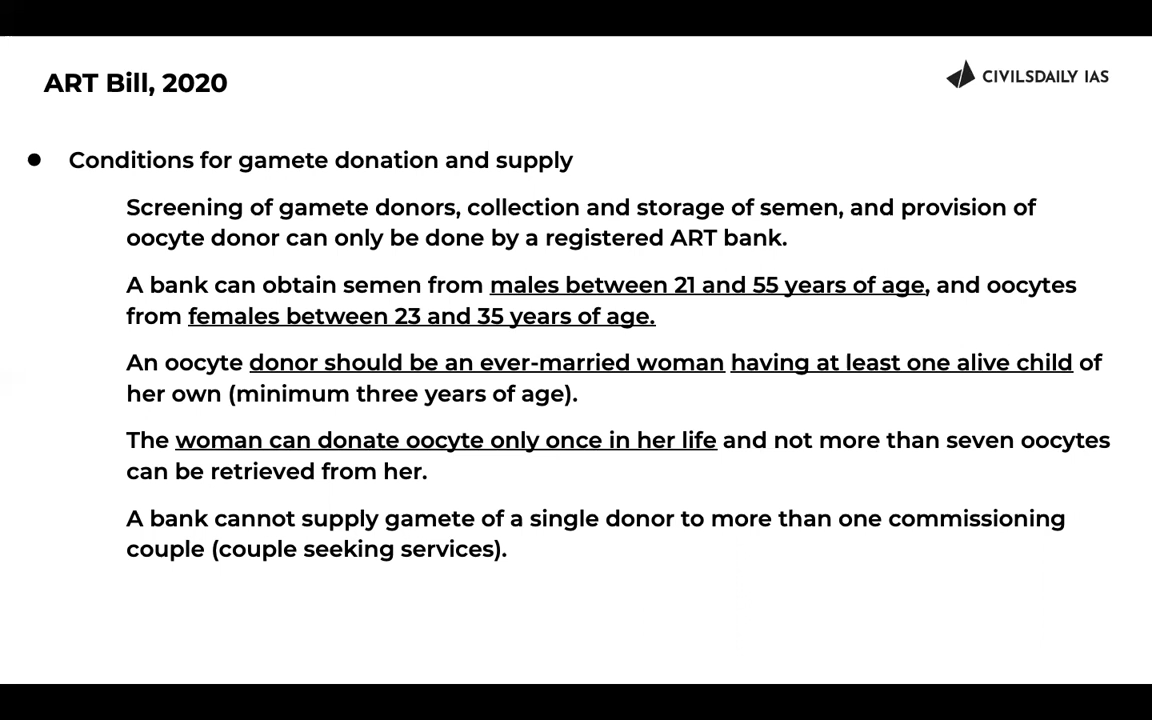 ART Bill, 2020
CIVILSDAILY IAS
● Conditions for gamete donation and supply
Screening of gamete donors, collection and storage of semen, and provision of
oocyte donor can only be done by a registered ART bank.
A bank can obtain semen from males between 21 and 55 years of age, and oocytes
from females between 23 and 35 years of age.
An oocyte donor should be an ever-married woman having at least one alive child of
her own (minimum three years of age).
The woman can donate oocyte only once in her life and not more than seven oocytes
can be retrieved from her.
A bank cannot supply gamete of a single donor to more than one commissioning
couple (couple seeking services).